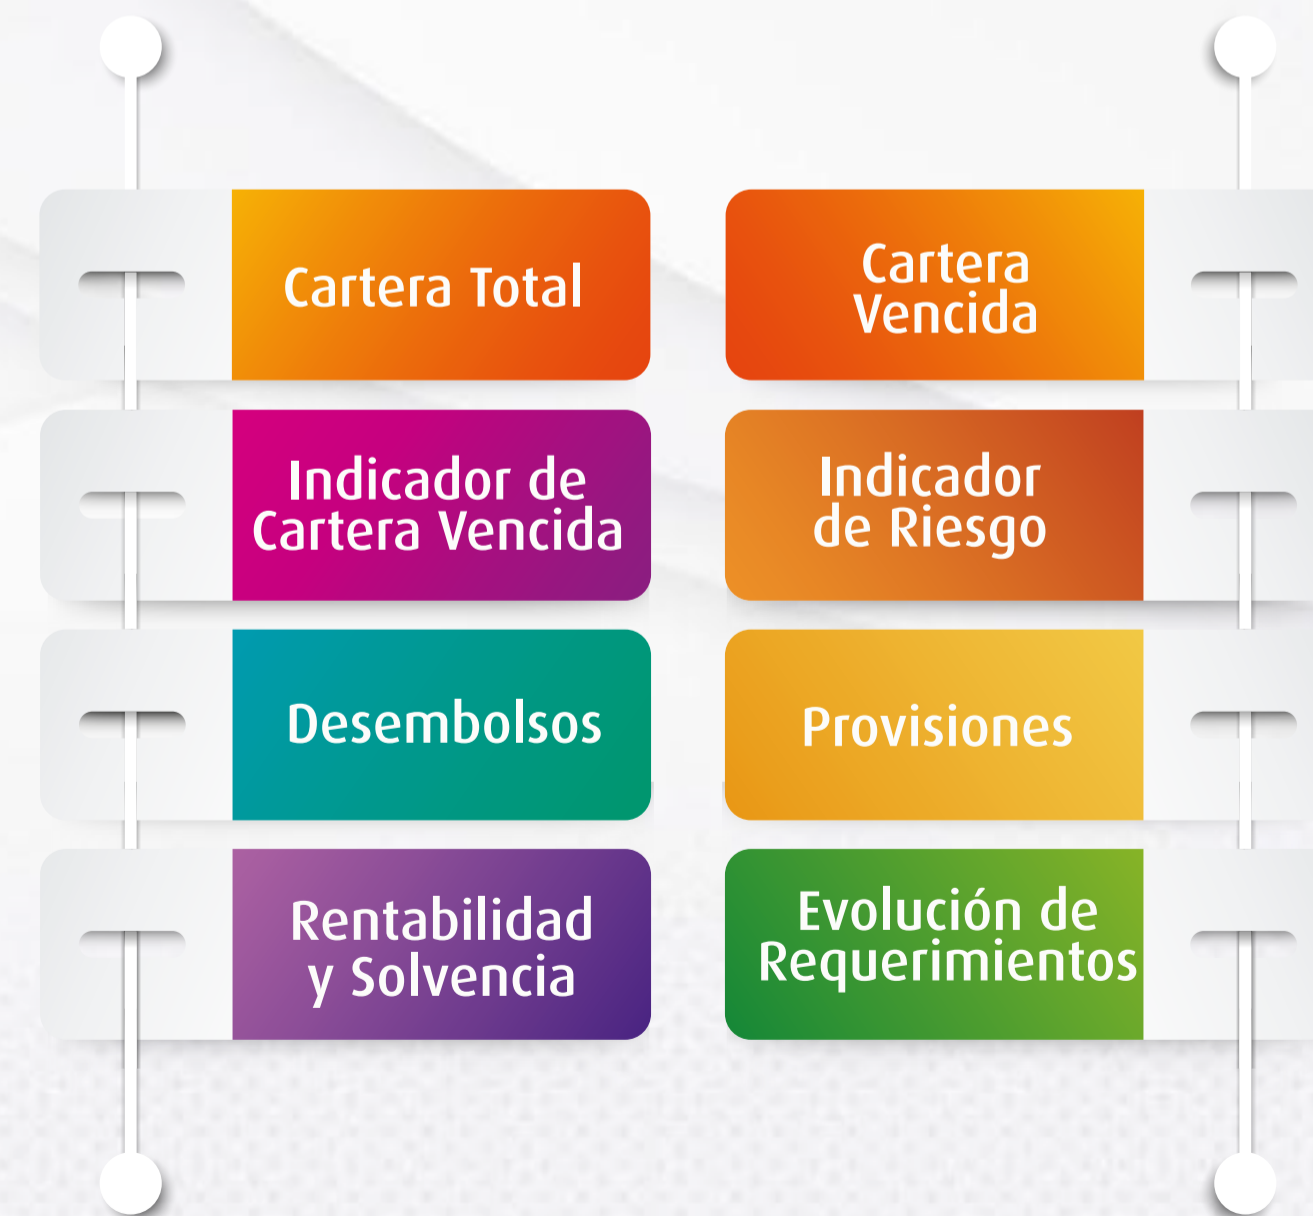 Cartera Total
Cartera
Vencida
Indicador de
Cartera Vencida
Indicador
de Riesgo
Desembolsos
Provisiones
Rentabilidad
y Solvencia
Evolución de
Requerimientos